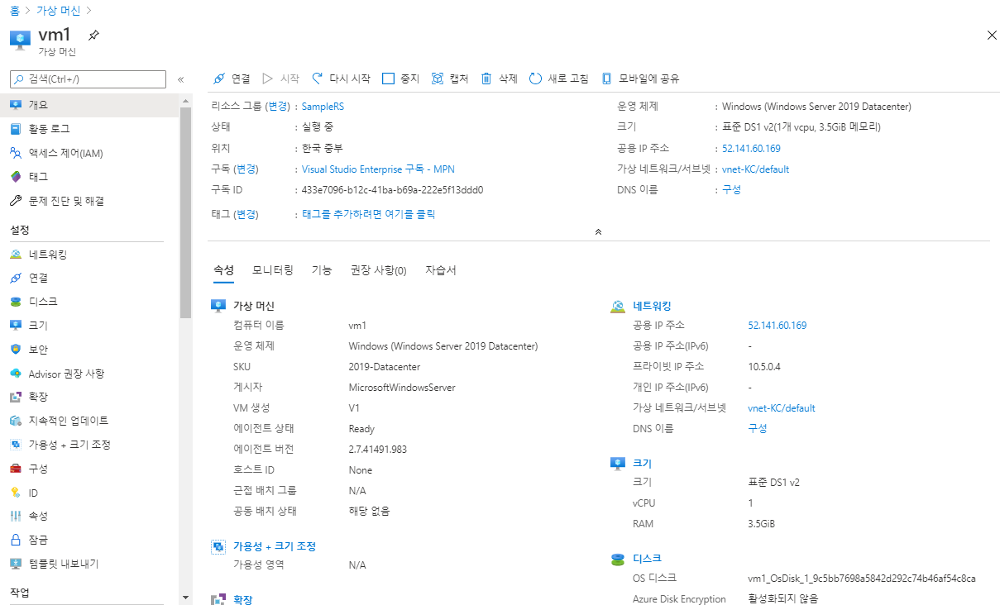 홈 > 가상 머신 >
vm1
가상 머신
검색(Ctrl+/)
«
개요
활동 로그
액세스 제어(IAM)
태그
문제 진단 및 해결
설정
네트워킹
연결
디스크
크기
보안
Advisor 권장 사항
확장
지속적인 업데이트
가용성 + 크기 조정
구성
ID
속성
잠금
템플릿 내보내기
작업
연결 시작 다시 시작 중지 캡처 삭제 새로 고침 모바일에 공유
리소스 그룹 (변경) : SampleRS
상태 : 실행 중
위치 : 한국 중부
구독 (변경) : Visual Studio Enterprise 구독 - MPN
구독 ID : 433e7096-b12c-41ba-b69a-222e5f13ddd0
태그 (변경) : 태그를 추가하려면 여기를 클릭
운영 체제 : Windows (Windows Server 2019 Datacenter)
크기 : 표준 DS1 v2(1개 vcpu, 3.5GiB 메모리)
공용 IP 주소 : 52.141.60.169
가상 네트워크/서브넷 : vnet-KC/default
DNS 이름 : 구성
속성 모니터링 기능 권장 사항(0) 자습서
가상 머신
컴퓨터 이름 vm1
운영 체제 Windows (Windows Server 2019 Datacenter)
SKU 2019-Datacenter
게시자 MicrosoftWindowsServer
VM 생성 V1
에이전트 상태 Ready
에이전트 버전 2.7.41491.983
호스트 ID None
근접 배치 그룹 N/A
공동 배치 상태 해당 없음
가용성 + 크기 조정
가용성 영역 N/A
확장
네트워킹
공용 IP 주소 52.141.60.169
공용 IP 주소(IPv6) -
프라이빗 IP 주소 10.5.0.4
개인 IP 주소(IPv6) -
가상 네트워크/서브넷 vnet-KC/default
DNS 이름 구성
크기
크기 표준 DS1 v2
vCPU 1
RAM 3.5GiB
디스크
OS 디스크 vm1_OsDisk_1_9c5bb7698a5842d292c74b46af54c8ca
Azure Disk Encryption 활성화되지 않음